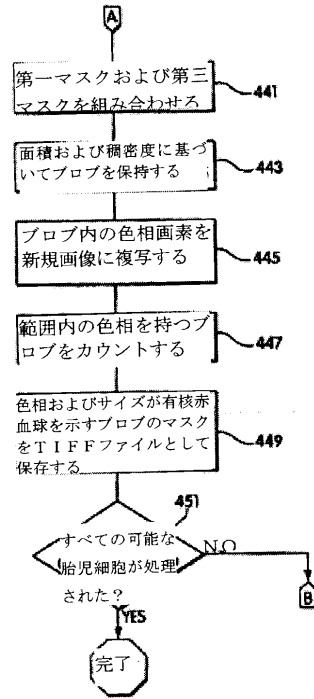 A
第一マスクおよび第三
マスクを組み合わせる
441
面積および稠密度に基づ
いてブロブを保持する
443
ブロブ内の色相画素を
新規画像に複写する
445
範囲内の色相を持つブ
ロブをカウントする
447
色相およびサイズが有核赤
血球を示すブロブのマスク
をTIFFファイルとして
保存する
449
451
すべての可能な
胎児細胞が処理
された?
NO
B
YES
完了